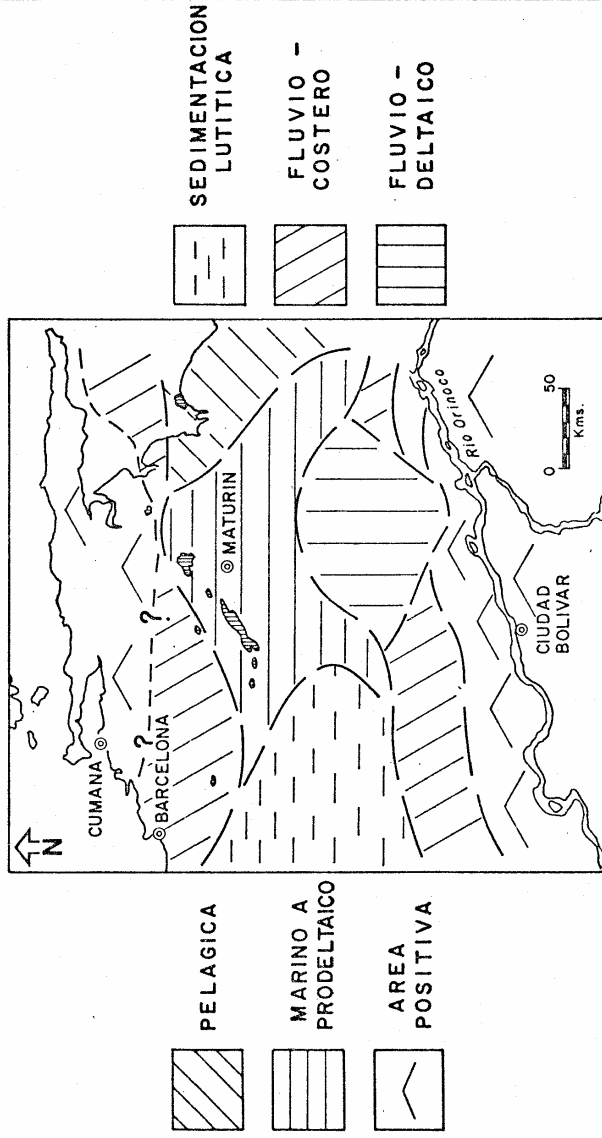 N
CUMANA
BARCELONA
?
?
MATURIN
CIUDAD
BOLIVAR
Río Orinoco
0 50
Kms.
PELAGICA
MARINO A
PRODELTAICO
AREA
POSITIVA
SEDIMENTACION
LUTITICA
FLUVIO –
COSTERO
FLUVIO –
DELTAICO